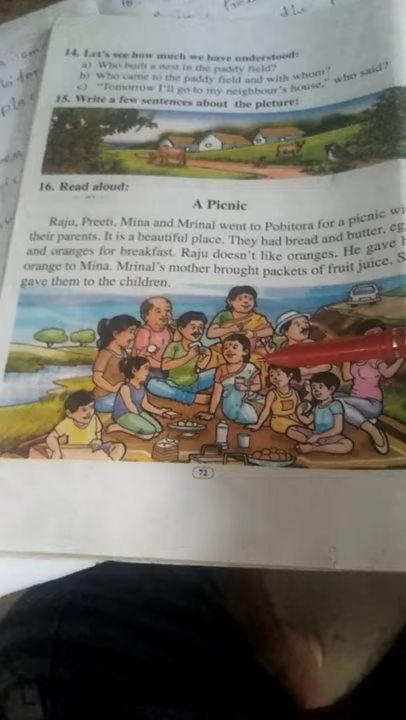 14. Let's see how much we have understood:
a) Who built a nest in the paddy field?
b) Who came to the paddy field and with whom?
c) "Tomorrow I'll go to my neighbour's house," who said?
15. Write a few sentences about the picture:
16. Read aloud:
A Picnic
Raju, Preeti, Mina and Mrinal went to Pobitora for a picnic wi
their parents. It is a beautiful place. They had bread and butter, eg
and oranges for breakfast. Raju doesn't like oranges. He gave h
orange to Mina. Mrinal's mother brought packets of fruit juice. S
gave them to the children.
72